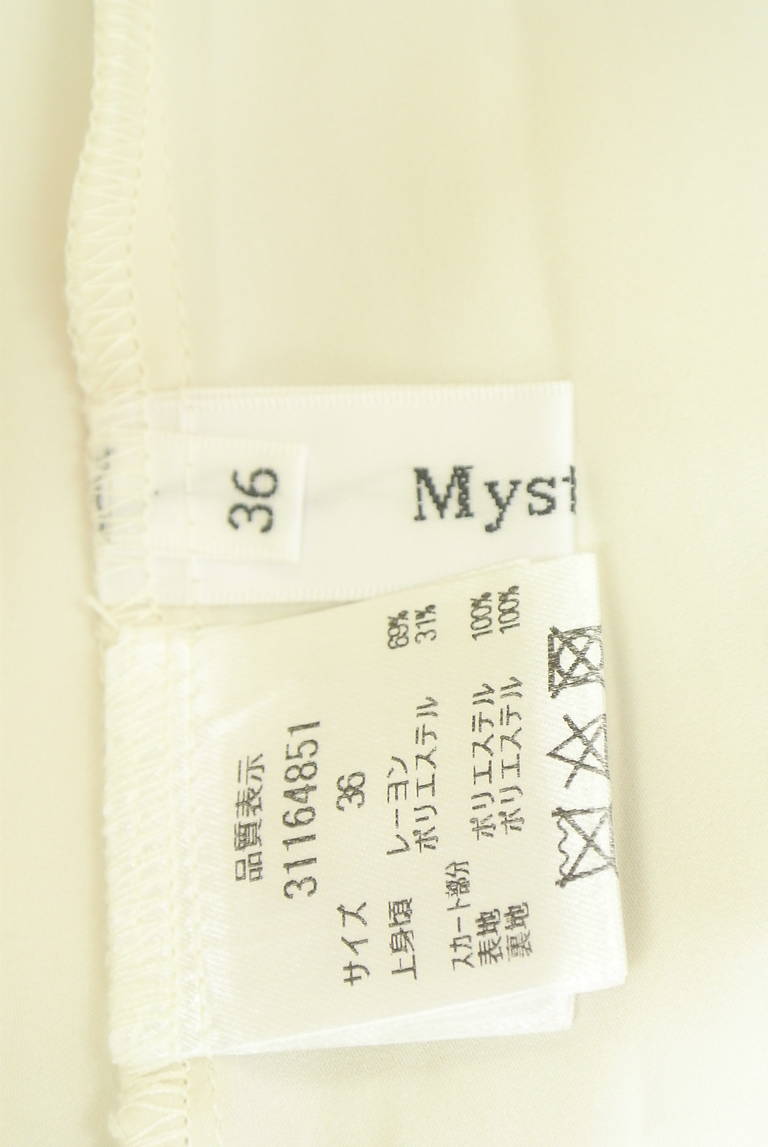 36
Myst
品質表示
31164851
サイズ 36
上身頃 レーヨン 69%
ポリエステル 31%
スカート部分
表地 ポリエステル 100%
裏地 ポリエステル 100%